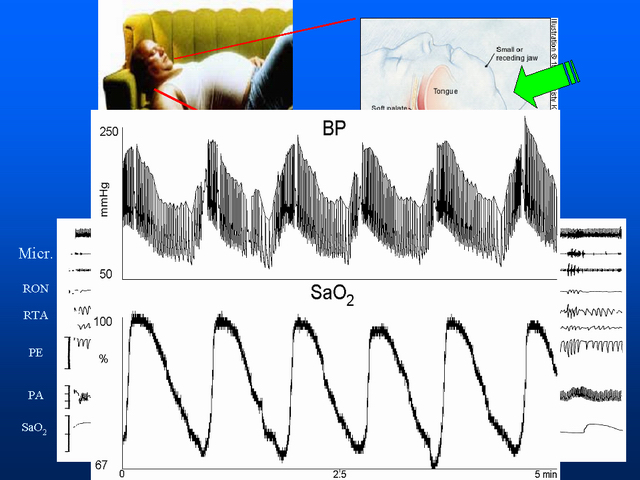 Small or
receding jaw
Tongue
Soft palate
BP
250
mmHg
50
SaO2
100
%
67
0
2.5
5 min
Micr.
RON
RTA
PE
PA
SaO2